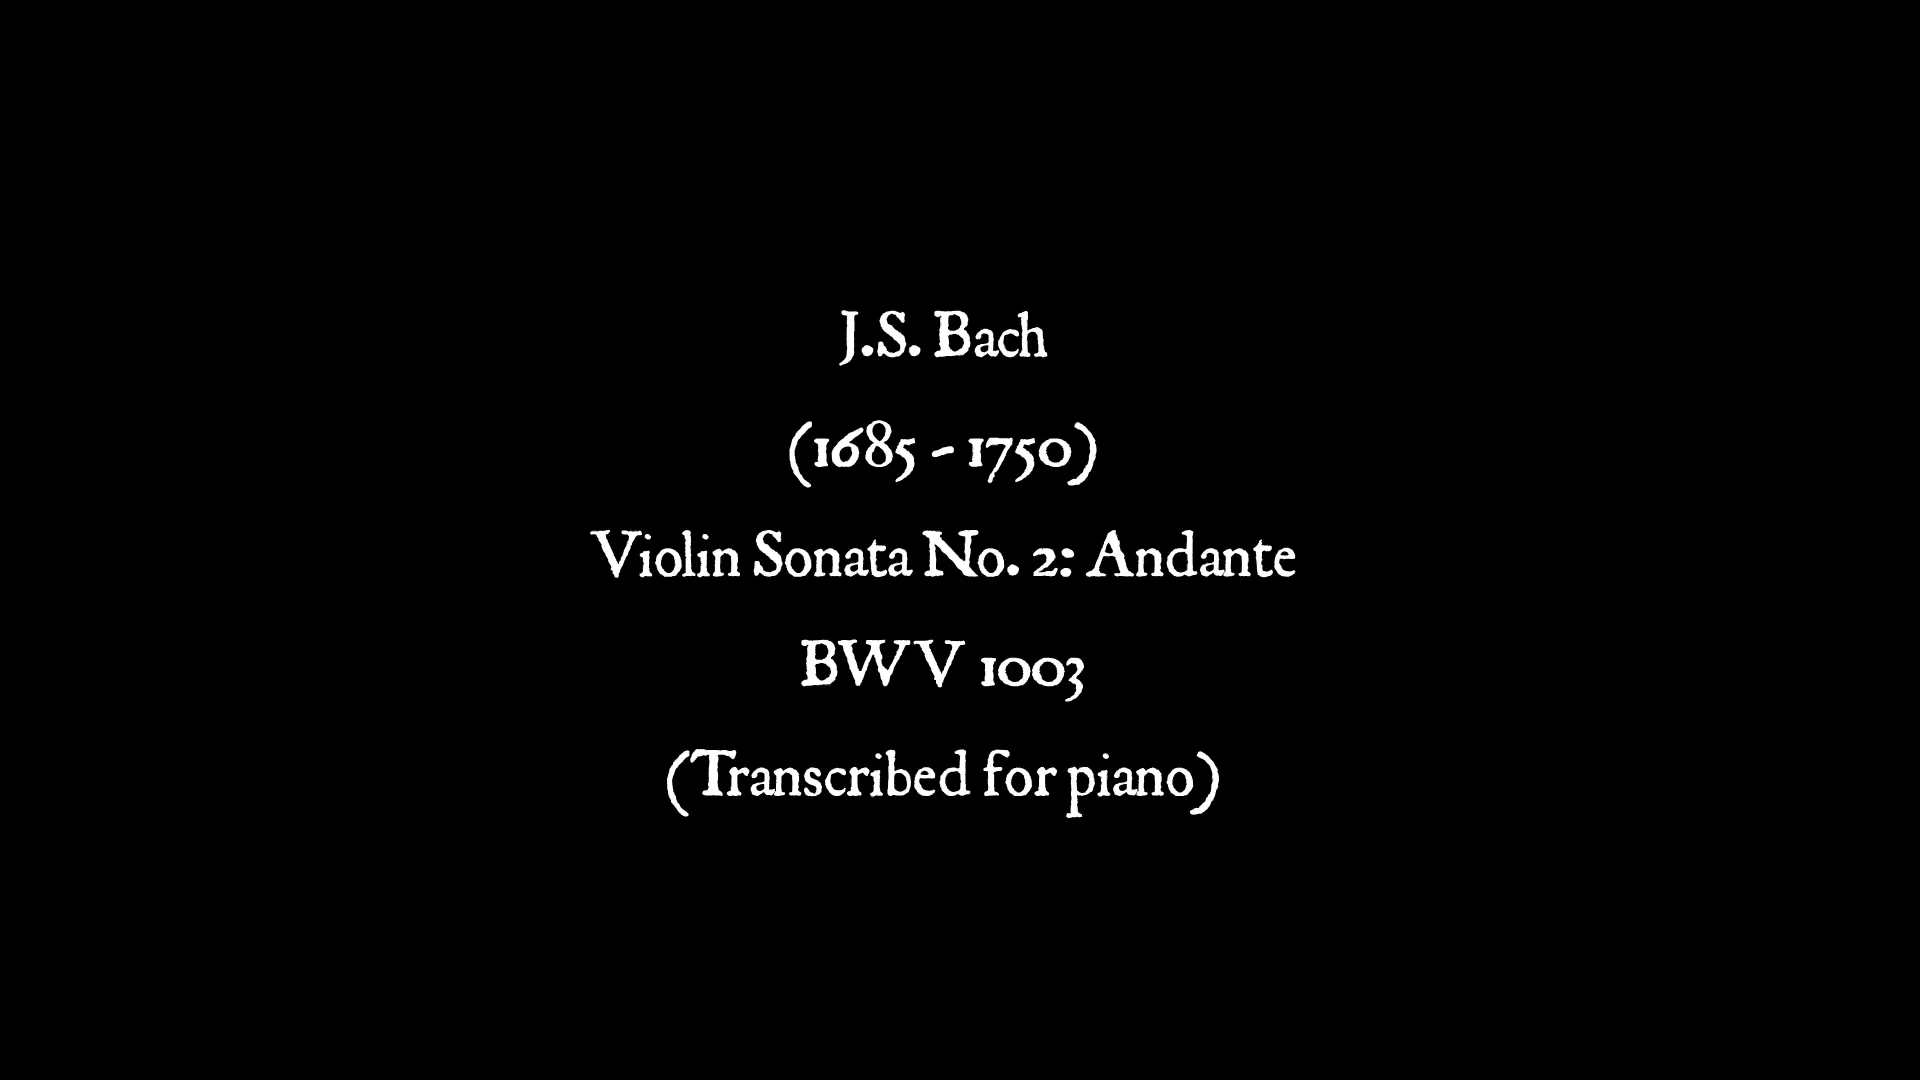 J.S. Bach
(1685 - 1750)
Violin Sonata No. 2: Andante
BWV 1003
(Transcribed for piano)